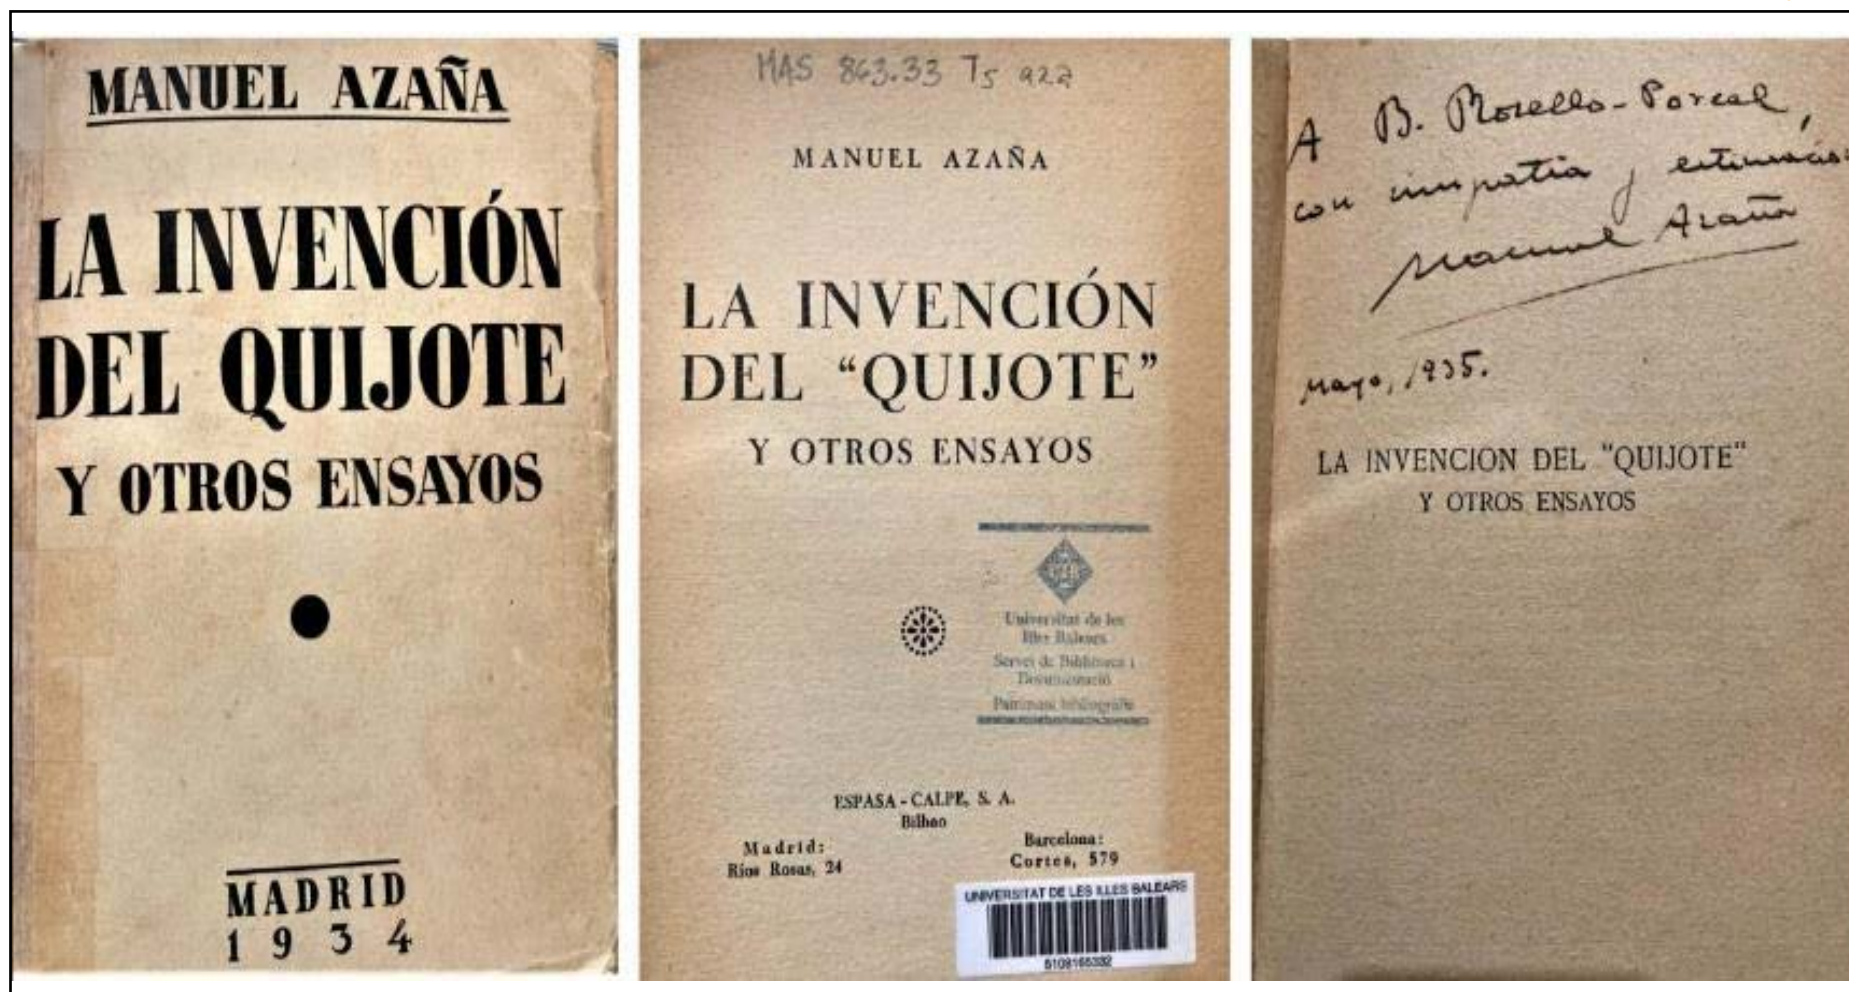 MANUEL AZAÑA
LA INVENCIÓN
DEL QUIJOTE
Y OTROS ENSAYOS
MADRID
1934
MAS 863.33 T5 922
MANUEL AZAÑA
LA INVENCIÓN
DEL “QUIJOTE”
Y OTROS ENSAYOS
Universitat de les
Illes Balears
Servei de Biblioteca i
Documentació
Patrimoni bibliogràfic
ESPASA-CALPE, S. A.
Bilbao
Madrid:
Ríos Rosas, 24
Barcelona:
Cortes, 579
UNIVERSITAT DE LES ILLES BALEARS
5108165332
A B. Rosello-Porcel,
con simpatía y estimación
Manuel Azaña
Mayo, 1935.
LA INVENCION DEL "QUIJOTE"
Y OTROS ENSAYOS